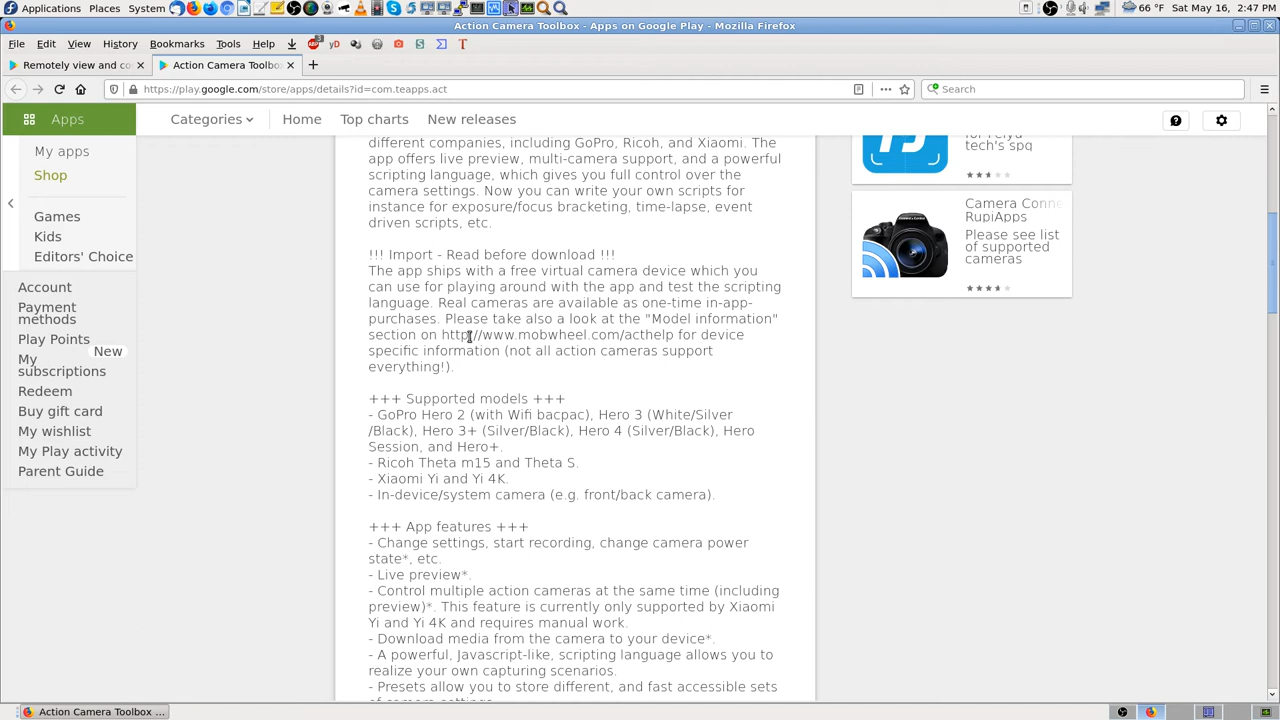 Applications Places System
66 °F Sat May 16, 2:47 PM
Action Camera Toolbox - Apps on Google Play - Mozilla Firefox
File Edit View History Bookmarks Tools Help
Remotely view and co
Action Camera Toolbo
https://play.google.com/store/apps/details?id=com.teapps.act
Search
Apps
Categories
Home
Top charts
New releases
My apps
Shop
Games
Kids
Editors' Choice
Account
Payment
methods
Play Points
New
My
subscriptions
Redeem
Buy gift card
My wishlist
My Play activity
Parent Guide
different companies, including GoPro, Ricoh, and Xiaomi. The
app offers live preview, multi-camera support, and a powerful
scripting language, which gives you full control over the
camera settings. Now you can write your own scripts for
instance for exposure/focus bracketing, time-lapse, event
driven scripts, etc.
!!! Import - Read before download !!!
The app ships with a free virtual camera device which you
can use for playing around with the app and test the scripting
language. Real cameras are available as one-time in-app-
purchases. Please take also a look at the "Model information"
section on http://www.mobwheel.com/acthelp for device
specific information (not all action cameras support
everything!).
+++ Supported models +++
- GoPro Hero 2 (with Wifi bacpac), Hero 3 (White/Silver
/Black), Hero 3+ (Silver/Black), Hero 4 (Silver/Black), Hero
Session, and Hero+.
- Ricoh Theta m15 and Theta S.
- Xiaomi Yi and Yi 4K.
- In-device/system camera (e.g. front/back camera).
+++ App features +++
- Change settings, start recording, change camera power
state*, etc.
- Live preview*.
- Control multiple action cameras at the same time (including
preview)*. This feature is currently only supported by Xiaomi
Yi and Yi 4K and requires manual work.
- Download media from the camera to your device*.
- A powerful, Javascript-like, scripting language allows you to
realize your own capturing scenarios.
- Presets allow you to store different, and fast accessible sets
of camera settings.
for Feiyu
tech's spg
Camera Conne
RupiApps
Please see list
of supported
cameras
Action Camera Toolbox ...